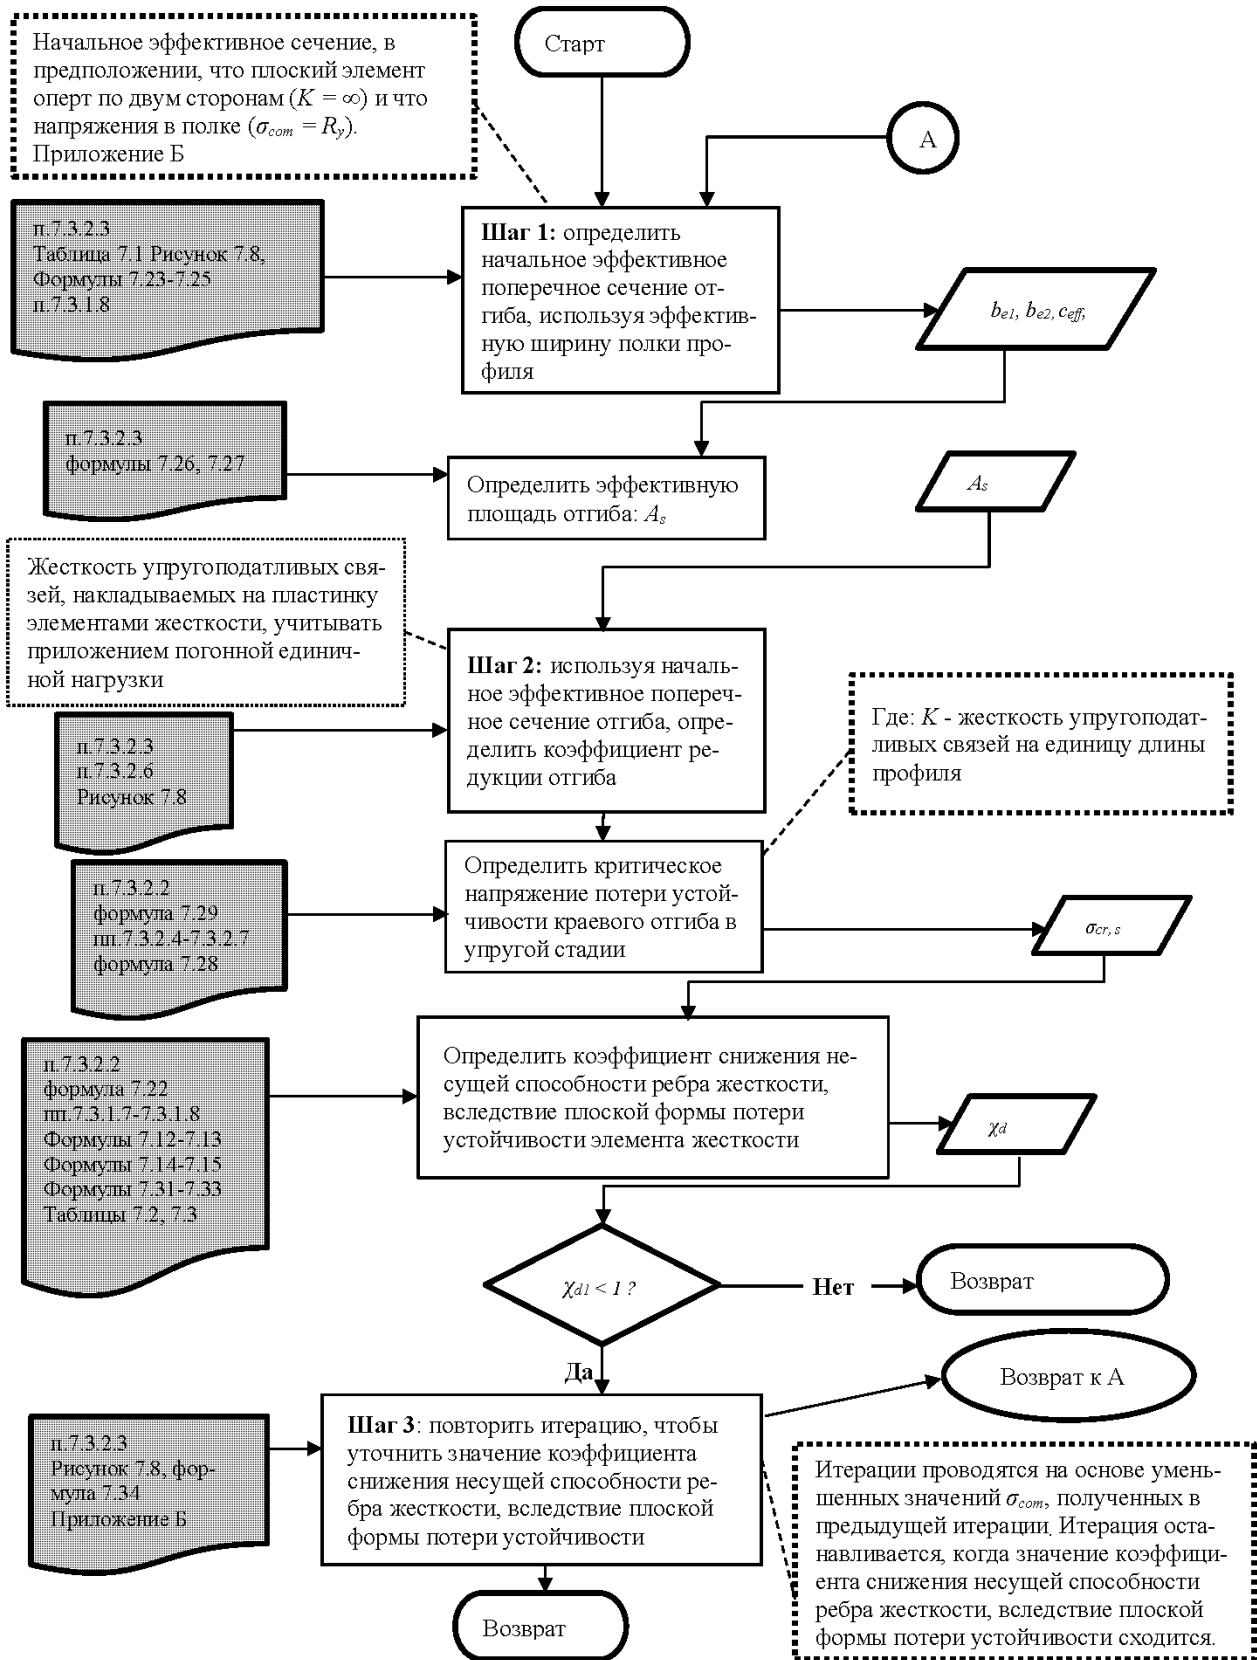 Старт
Начальное эффективное сечение, в
предположении, что плоский элемент
оперт по двум сторонам (K = ∞) и что
напряжения в полке (σcom = Ry).
Приложение Б
А
п.7.3.2.3
Таблица 7.1 Рисунок 7.8,
Формулы 7.23-7.25
п.7.3.1.8
Шаг 1: определить
начальное эффективное
поперечное сечение от-
гиба, используя эффектив-
ную ширину полки про-
филя
be1, be2, ceff,
п.7.3.2.3
формулы 7.26, 7.27
Определить эффективную
площадь отгиба: As
As
Жесткость упругоподатливых свя-
зей, накладываемых на пластинку
элементами жесткости, учитывать
приложением погонной единич-
ной нагрузки
Шаг 2: используя началь-
ное эффективное попереч-
ное сечение отгиба, опре-
делить коэффициент ре-
дукции отгиба
п.7.3.2.3
п.7.3.2.6
Рисунок 7.8
Где: K - жесткость упругоподат-
ливых связей на единицу длины
профиля
п.7.3.2.2
формула 7.29
пп.7.3.2.4-7.3.2.7
формула 7.28
Определить критическое
напряжение потери устой-
чивости краевого отгиба в
упругой стадии
σcr, s
п.7.3.2.2
формула 7.22
пп.7.3.1.7-7.3.1.8
Формулы 7.12-7.13
Формулы 7.14-7.15
Формулы 7.31-7.33
Таблицы 7.2, 7.3
Определить коэффициент снижения не-
сущей способности ребра жесткости,
вследствие плоской формы потери
устойчивости элемента жесткости
χd
χd1 < 1 ?
Нет
Возврат
Да
Возврат к А
п.7.3.2.3
Рисунок 7.8, фор-
мула 7.34
Приложение Б
Шаг 3: повторить итерацию, чтобы
уточнить значение коэффициента
снижения несущей способности ре-
бра жесткости, вследствие плоской
формы потери устойчивости
Итерации проводятся на основе умень-
шенных значений σcom, полученных в
предыдущей итерации. Итерация оста-
навливается, когда значение коэффици-
ента снижения несущей способности
ребра жесткости, вследствие плоской
формы потери устойчивости сходится.
Возврат